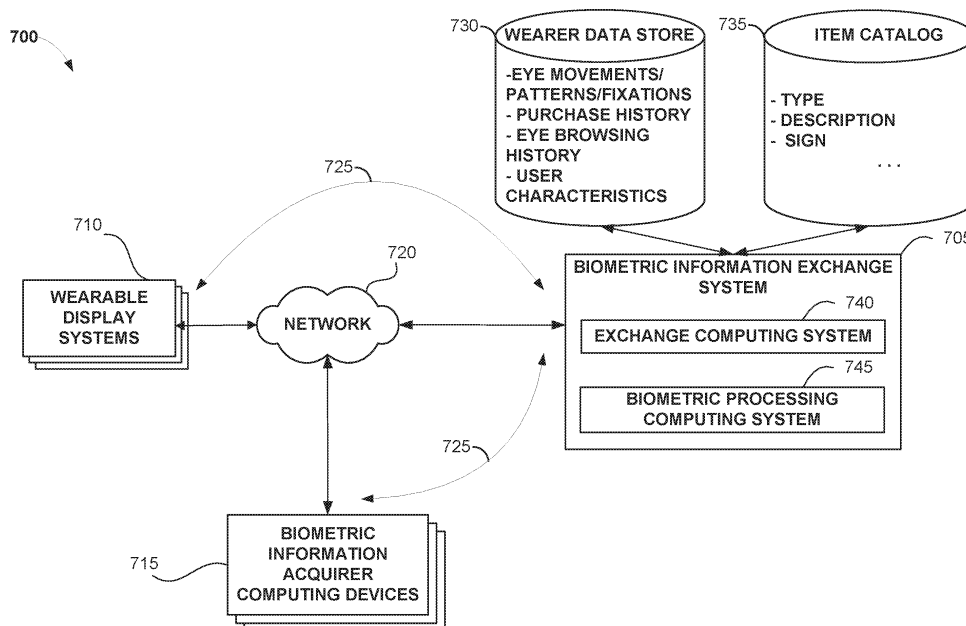 700
730
WEARER DATA STORE
-EYE MOVEMENTS/
PATTERNS/FIXATIONS
- PURCHASE HISTORY
- EYE BROWSING
HISTORY
- USER
CHARACTERISTICS
735
ITEM CATALOG
- TYPE
- DESCRIPTION
- SIGN
...
725
710
WEARABLE
DISPLAY
SYSTEMS
720
NETWORK
705
BIOMETRIC INFORMATION EXCHANGE
SYSTEM
740
EXCHANGE COMPUTING SYSTEM
745
BIOMETRIC PROCESSING
COMPUTING SYSTEM
725
715
BIOMETRIC
INFORMATION
ACQUIRER
COMPUTING DEVICES